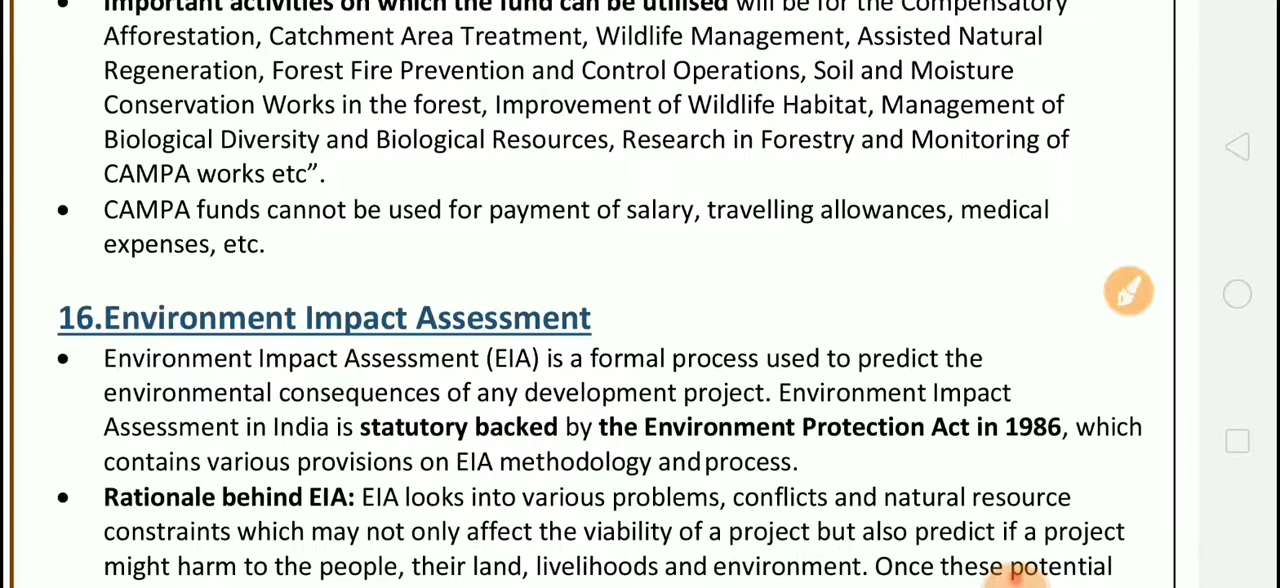 • Important activities on which the fund can be utilised will be for the Compensatory
Afforestation, Catchment Area Treatment, Wildlife Management, Assisted Natural
Regeneration, Forest Fire Prevention and Control Operations, Soil and Moisture
Conservation Works in the forest, Improvement of Wildlife Habitat, Management of
Biological Diversity and Biological Resources, Research in Forestry and Monitoring of
CAMPA works etc”.
• CAMPA funds cannot be used for payment of salary, travelling allowances, medical
expenses, etc.
16.Environment Impact Assessment
• Environment Impact Assessment (EIA) is a formal process used to predict the
environmental consequences of any development project. Environment Impact
Assessment in India is statutory backed by the Environment Protection Act in 1986, which
contains various provisions on EIA methodology and process.
• Rationale behind EIA: EIA looks into various problems, conflicts and natural resource
constraints which may not only affect the viability of a project but also predict if a project
might harm to the people, their land, livelihoods and environment. Once these potential